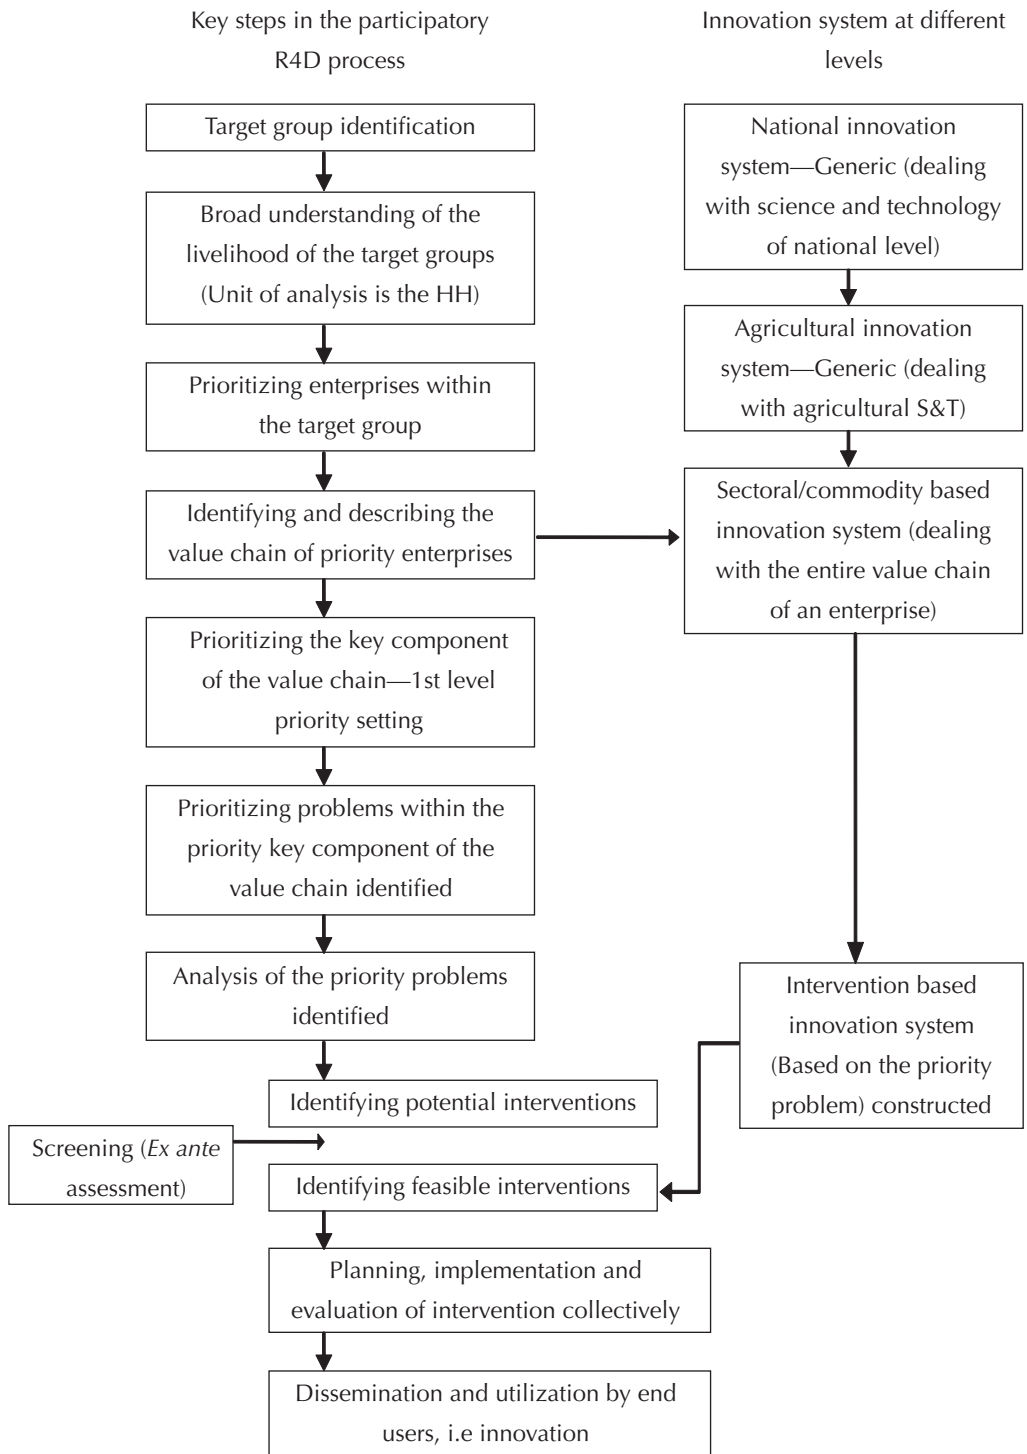 Key steps in the participatory
R4D process
Target group identification
Broad understanding of the
livelihood of the target groups
(Unit of analysis is the HH)
Prioritizing enterprises within
the target group
Identifying and describing the
value chain of priority enterprises
Prioritizing the key component
of the value chain—1st level
priority setting
Prioritizing problems within the
priority key component of the
value chain identified
Analysis of the priority problems
identified
Identifying potential interventions
Screening (Ex ante
assessment)
Identifying feasible interventions
Planning, implementation and
evaluation of intervention collectively
Dissemination and utilization by end
users, i.e innovation
Innovation system at different
levels
National innovation
system—Generic (dealing
with science and technology
of national level)
Agricultural innovation
system—Generic (dealing
with agricultural S&T)
Sectoral/commodity based
innovation system (dealing
with the entire value chain
of an enterprise)
Intervention based
innovation system
(Based on the priority
problem) constructed